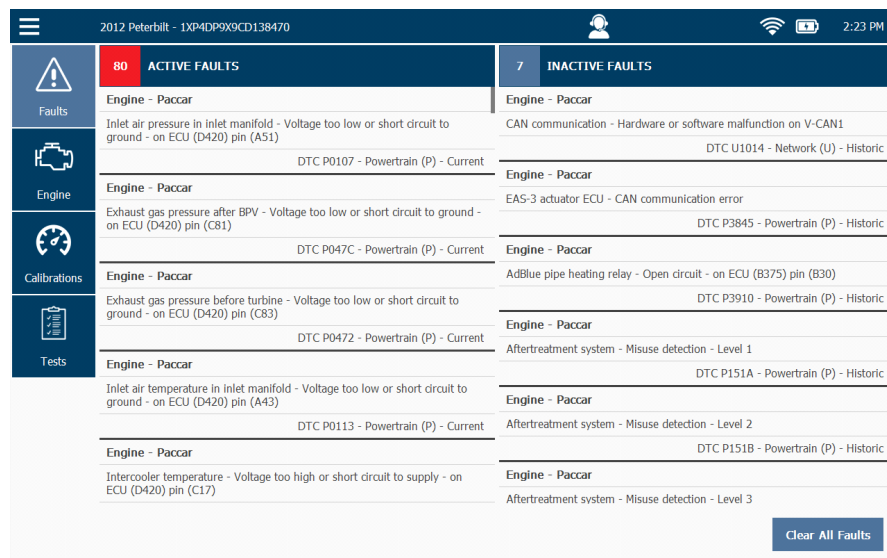 2012 Peterbilt - 1XP4DP9X9CD138470
2:23 PM
Faults
Engine
Calibrations
Tests
80 ACTIVE FAULTS
Engine - Paccar
Inlet air pressure in inlet manifold - Voltage too low or short circuit to
ground - on ECU (D420) pin (A51)
DTC P0107 - Powertrain (P) - Current
Engine - Paccar
Exhaust gas pressure after BPV - Voltage too low or short circuit to ground -
on ECU (D420) pin (C81)
DTC P047C - Powertrain (P) - Current
Engine - Paccar
Exhaust gas pressure before turbine - Voltage too low or short circuit to
ground - on ECU (D420) pin (C83)
DTC P0472 - Powertrain (P) - Current
Engine - Paccar
Inlet air temperature in inlet manifold - Voltage too low or short circuit to
ground - on ECU (D420) pin (A43)
DTC P0113 - Powertrain (P) - Current
Engine - Paccar
Intercooler temperature - Voltage too high or short circuit to supply - on
ECU (D420) pin (C17)
7 INACTIVE FAULTS
Engine - Paccar
CAN communication - Hardware or software malfunction on V-CAN1
DTC U1014 - Network (U) - Historic
Engine - Paccar
EAS-3 actuator ECU - CAN communication error
DTC P3845 - Powertrain (P) - Historic
Engine - Paccar
AdBlue pipe heating relay - Open circuit - on ECU (B375) pin (B30)
DTC P3910 - Powertrain (P) - Historic
Engine - Paccar
Aftertreatment system - Misuse detection - Level 1
DTC P151A - Powertrain (P) - Historic
Engine - Paccar
Aftertreatment system - Misuse detection - Level 2
DTC P151B - Powertrain (P) - Historic
Engine - Paccar
Aftertreatment system - Misuse detection - Level 3
Clear All Faults